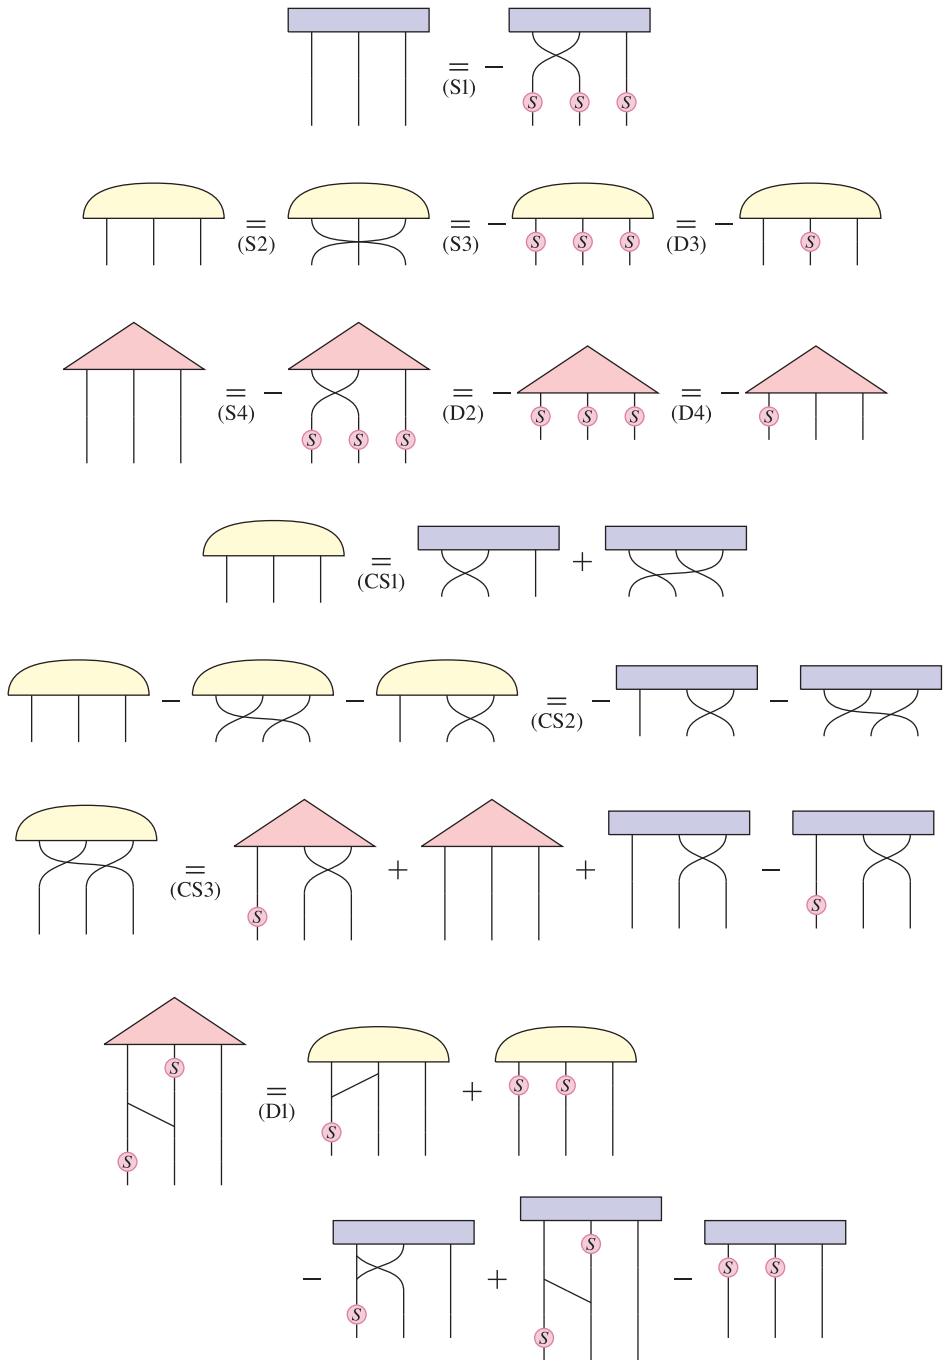 = − (S1) S S S
= (S2) = (S3) − S S S = (D3) − S
= (S4) − S S S = (D2) − S S S = (D4) − S
= (CS1) +
− − = (CS2) − −
= (CS3) S + + − S
S S = (D1) S + S S
− S + S S − S S